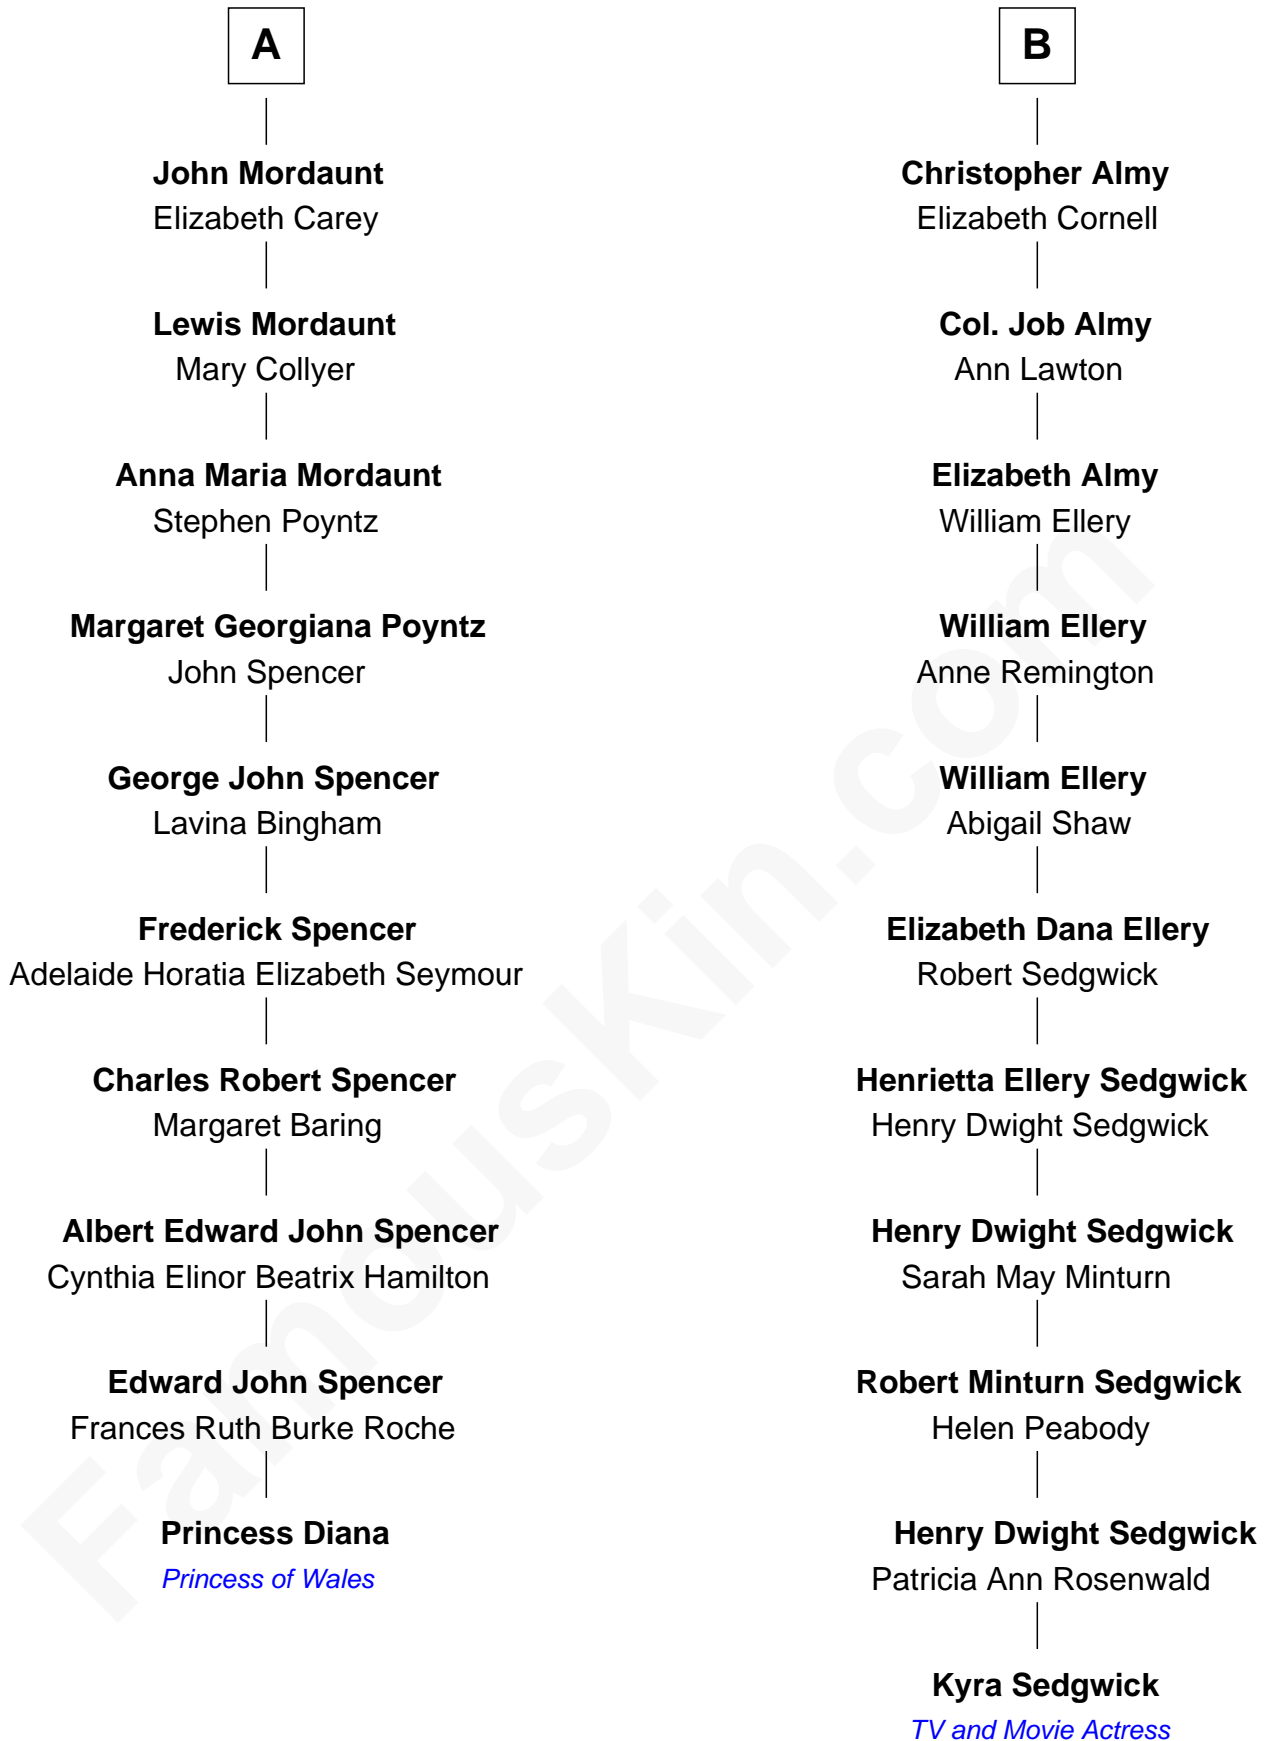 A
John Mordaunt
Elizabeth Carey
Lewis Mordaunt
Mary Collyer
Anna Maria Mordaunt
Stephen Poyntz
Margaret Georgiana Poyntz
John Spencer
George John Spencer
Lavina Bingham
Frederick Spencer
Adelaide Horatia Elizabeth Seymour
Charles Robert Spencer
Margaret Baring
Albert Edward John Spencer
Cynthia Elinor Beatrix Hamilton
Edward John Spencer
Frances Ruth Burke Roche
Princess Diana
Princess of Wales
B
Christopher Almy
Elizabeth Cornell
Col. Job Almy
Ann Lawton
Elizabeth Almy
William Ellery
William Ellery
Anne Remington
William Ellery
Abigail Shaw
Elizabeth Dana Ellery
Robert Sedgwick
Henrietta Ellery Sedgwick
Henry Dwight Sedgwick
Henry Dwight Sedgwick
Sarah May Minturn
Robert Minturn Sedgwick
Helen Peabody
Henry Dwight Sedgwick
Patricia Ann Rosenwald
Kyra Sedgwick
TV and Movie Actress
FamousKin.com